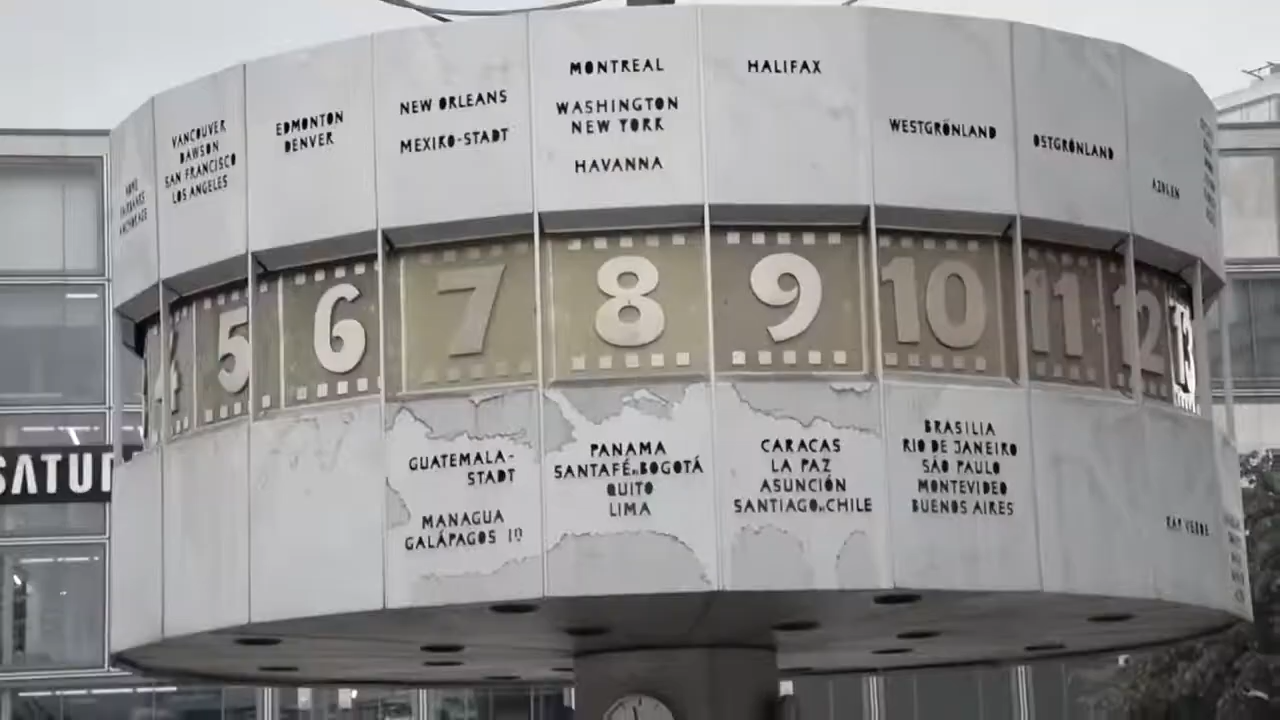 VANCOUVER
DAWSON
SAN FRANCISCO
LOS ANGELES
EDMONTON
DENVER
NEW ORLEANS
MEXIKO-STADT
MONTREAL
WASHINGTON
NEW YORK
HAVANNA
HALIFAX
WESTGRÖNLAND
OSTGRÖNLAND
AZOREN
4 5 6 7 8 9 10 11 12 13
GUATEMALA-
STADT
MANAGUA
GALÁPAGOS
PANAMA
SANTAFÉ DE BOGOTÁ
QUITO
LIMA
CARACAS
LA PAZ
ASUNCIÓN
SANTIAGO DE CHILE
BRASILIA
RIO DE JANEIRO
SÃO PAULO
MONTEVIDEO
BUENOS AIRES
KAP VERDE
SATUR